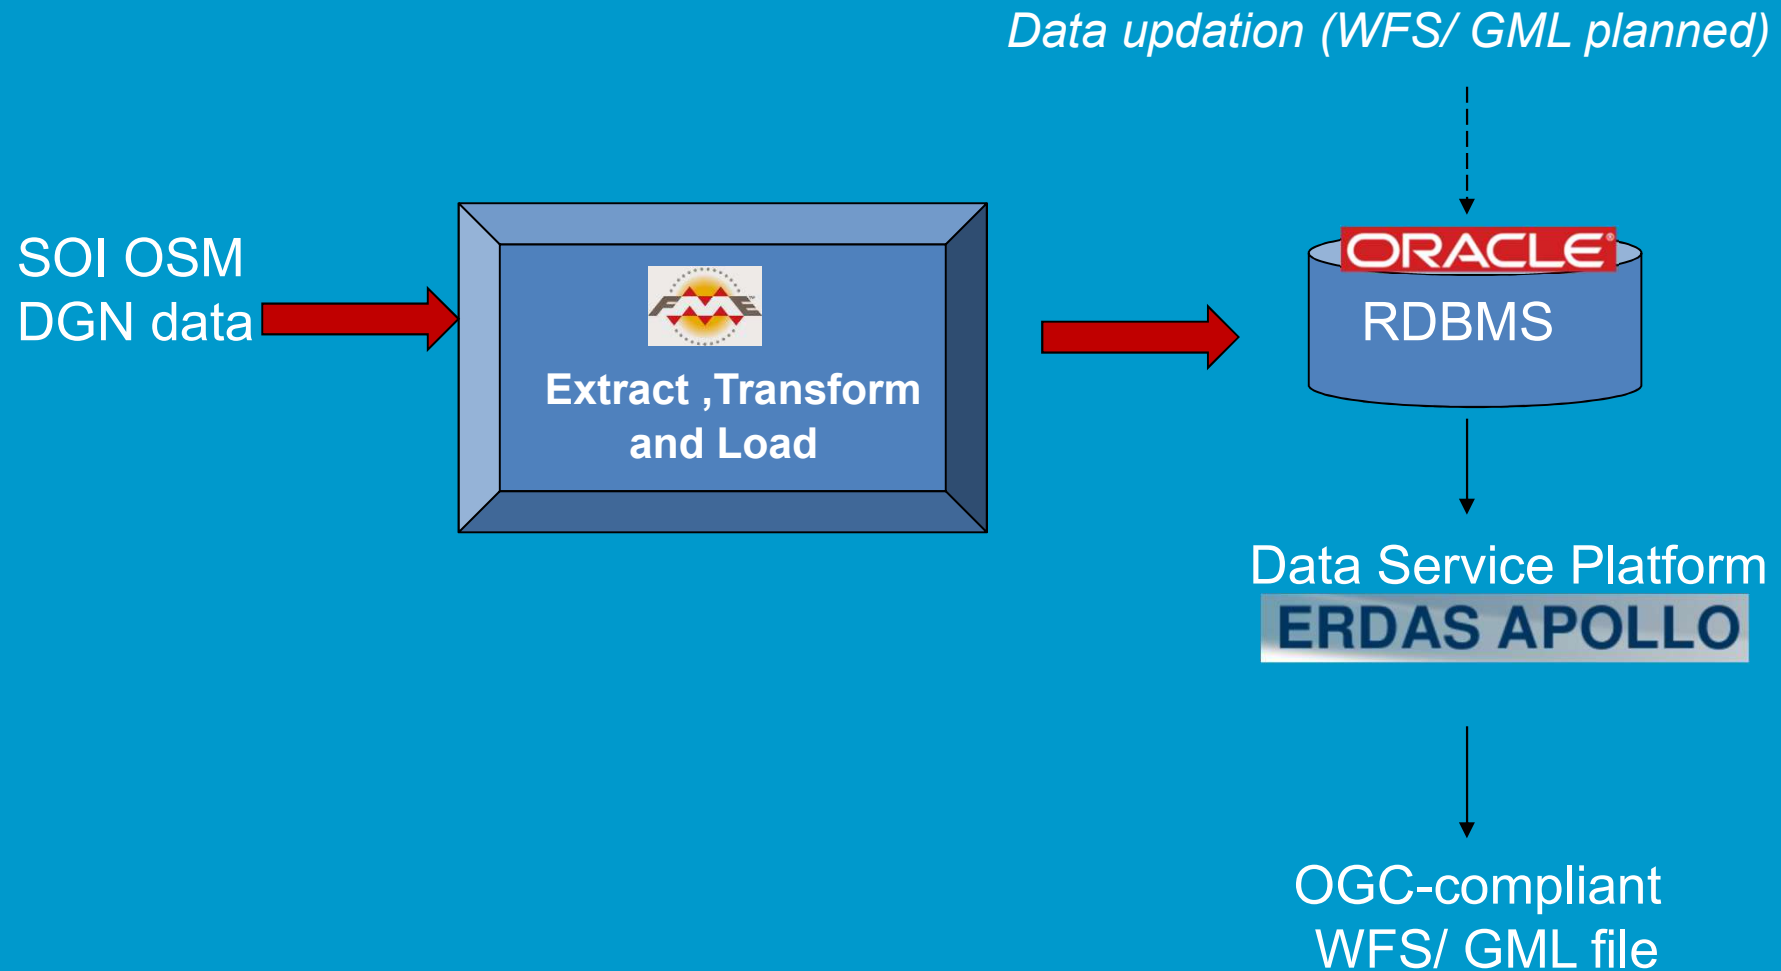 Data updation (WFS/ GML planned)
SOI OSM
DGN data
FME™
Extract ,Transform
and Load
ORACLE®
RDBMS
Data Service Platform
ERDAS APOLLO
OGC-compliant
WFS/ GML file